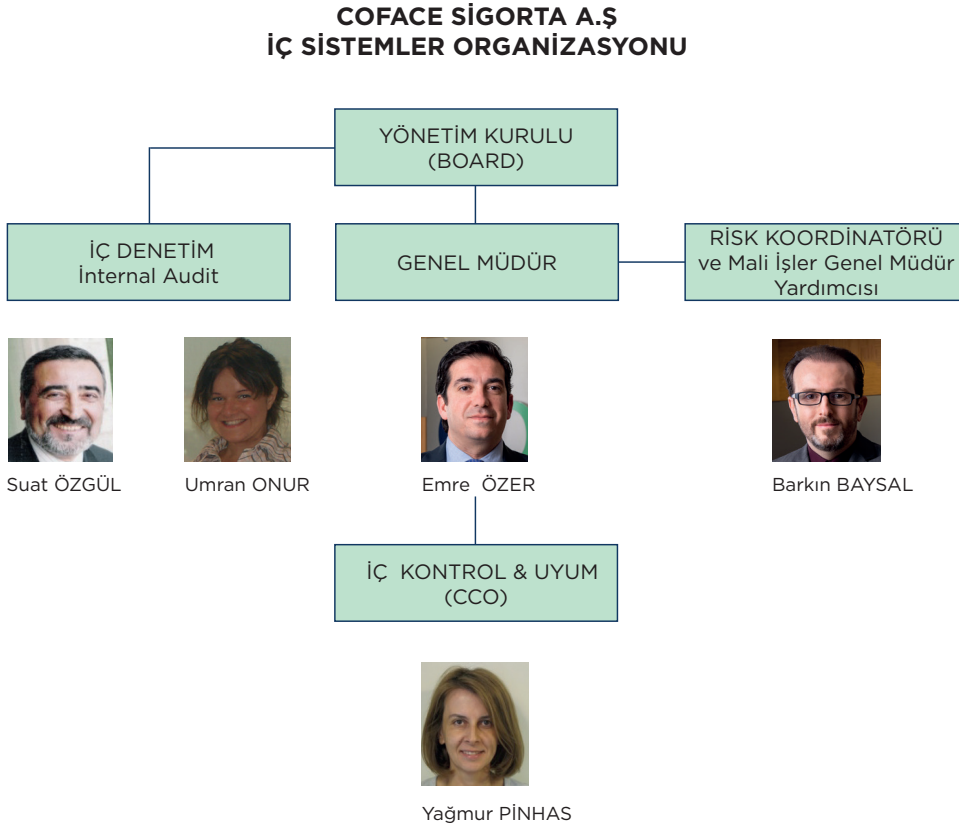 COFACE SİGORTA A.Ş
İÇ SİSTEMLER ORGANİZASYONU
YÖNETİM KURULU
(BOARD)
İÇ DENETİM
İnternal Audit
GENEL MÜDÜR
RİSK KOORDİNATÖRÜ
ve Mali İşler Genel Müdür
Yardımcısı
Suat ÖZGÜL
Umran ONUR
Emre ÖZER
Barkın BAYSAL
İÇ KONTROL & UYUM
(CCO)
Yağmur PİNHAS